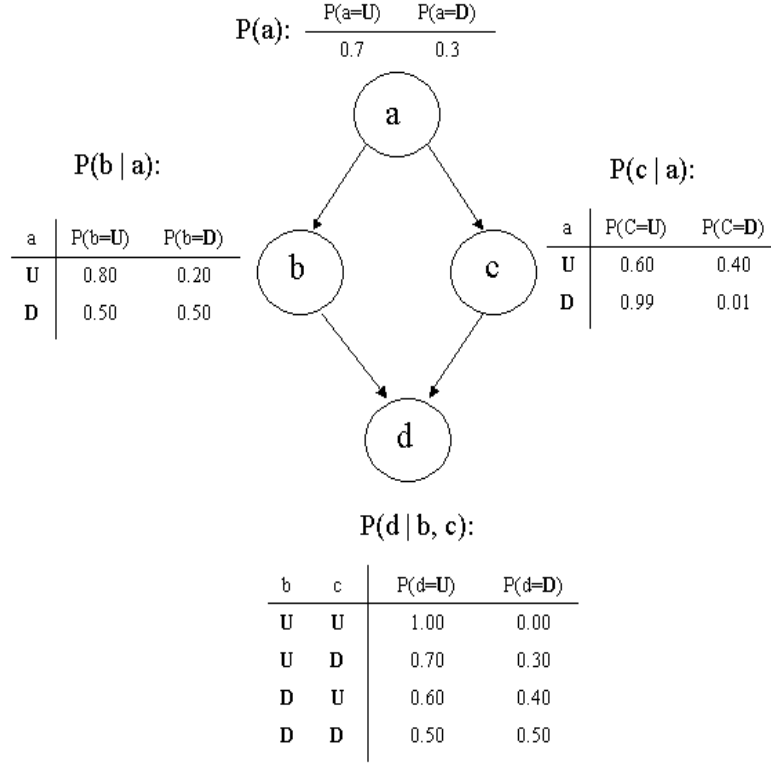 P(a=U) P(a=D)
P(a):
0.7 0.3
a
P(b | a):
P(c | a):
a P(b=U) P(b=D)
U 0.80 0.20
D 0.50 0.50
b
c
a P(C=U) P(C=D)
U 0.60 0.40
D 0.99 0.01
d
P(d | b, c):
b c P(d=U) P(d=D)
U U 1.00 0.00
U D 0.70 0.30
D U 0.60 0.40
D D 0.50 0.50